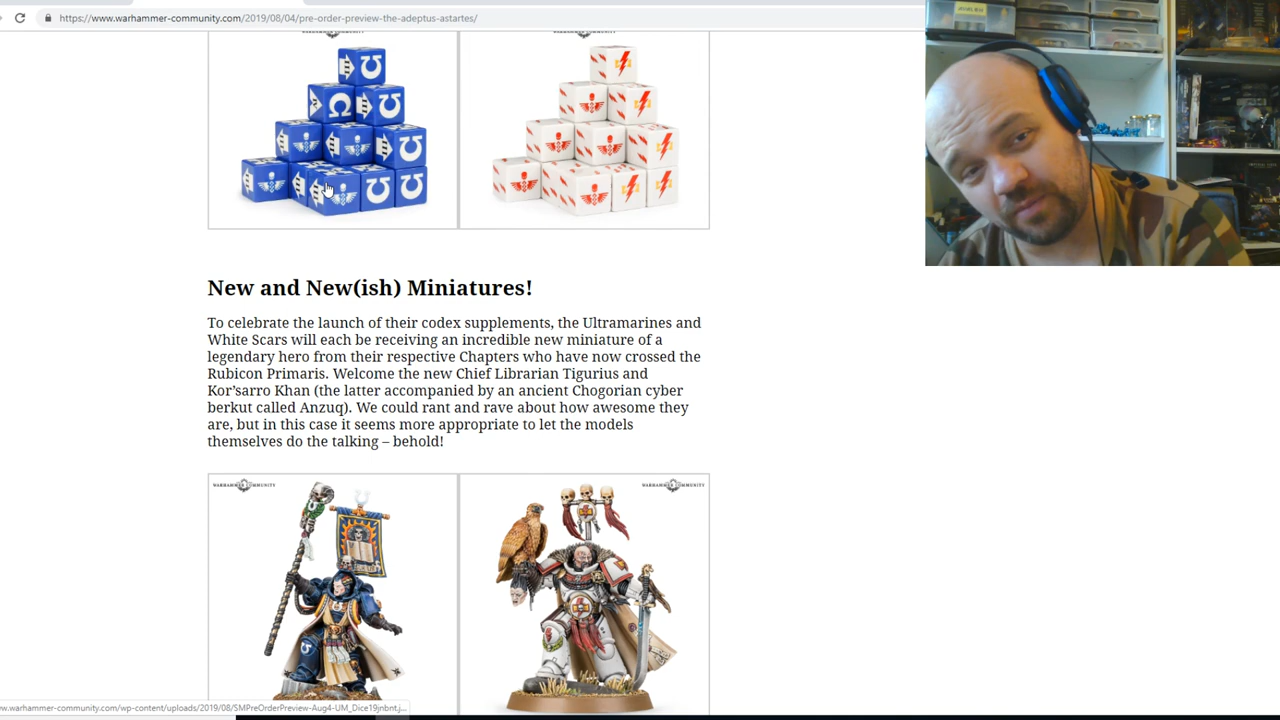 https://www.warhammer-community.com/2019/08/04/pre-order-preview-the-adeptus-astartes/
New and New(ish) Miniatures!
To celebrate the launch of their codex supplements, the Ultramarines and
White Scars will each be receiving an incredible new miniature of a
legendary hero from their respective Chapters who have now crossed the
Rubicon Primaris. Welcome the new Chief Librarian Tigurius and
Kor’sarro Khan (the latter accompanied by an ancient Chogorian cyber
berkut called Anzuq). We could rant and rave about how awesome they
are, but in this case it seems more appropriate to let the models
themselves do the talking – behold!
WARHAMMER COMMUNITY
WARHAMMER COMMUNITY
w.warhammer-community.com/wp-content/uploads/2019/08/SMPreOrderPreview-Aug4-UM_Dice19jnbnt.j...